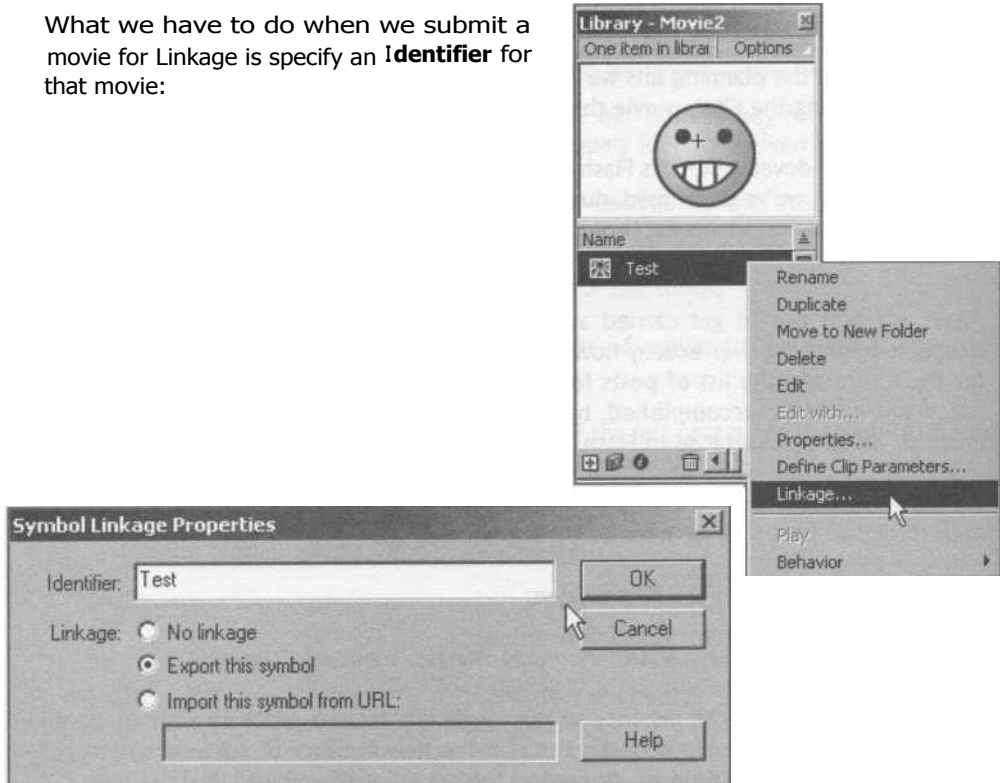 What we have to do when we submit a
movie for Linkage is specify an Identifier for
that movie:
Library - Movie2
One item in librar Options
Name
Test
Rename
Duplicate
Move to New Folder
Delete
Edit
Edit with...
Properties...
Define Clip Parameters...
Linkage...
Play
Behavior
Symbol Linkage Properties
Identifier: Test
OK
Linkage: No linkage
Cancel
Export this symbol
Import this symbol from URL:
Help